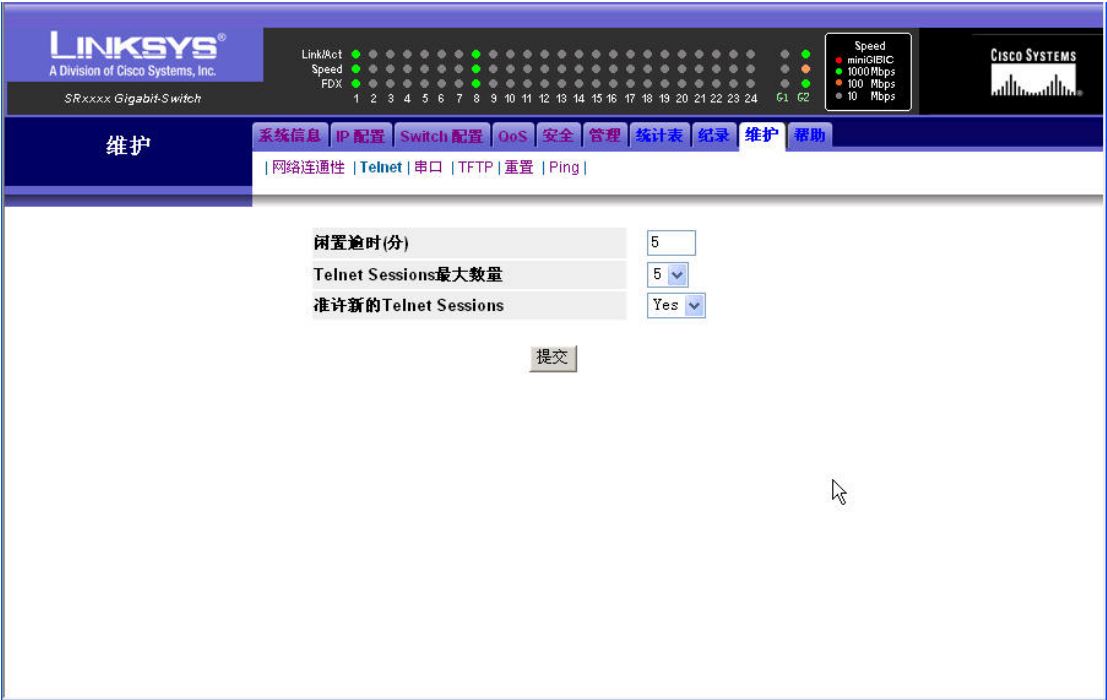 LINKSYS®
A Division of Cisco Systems, Inc.
SRxxxx Gigabit-Switch
Link/Act
Speed
FDX
1 2 3 4 5 6 7 8 9 10 11 12 13 14 15 16 17 18 19 20 21 22 23 24 G1 G2
Speed
miniGIBIC
1000Mbps
100 Mbps
10 Mbps
CISCO SYSTEMS
维护
系统信息 IP 配置 Switch 配置 QoS 安全 管理 统计表 纪录 维护 帮助
| 网络连通性 | Telnet | 串口 | TFTP | 重置 | Ping |
闲置逾时(分) 5
Telnet Sessions最大数量 5
准许新的Telnet Sessions Yes
提交